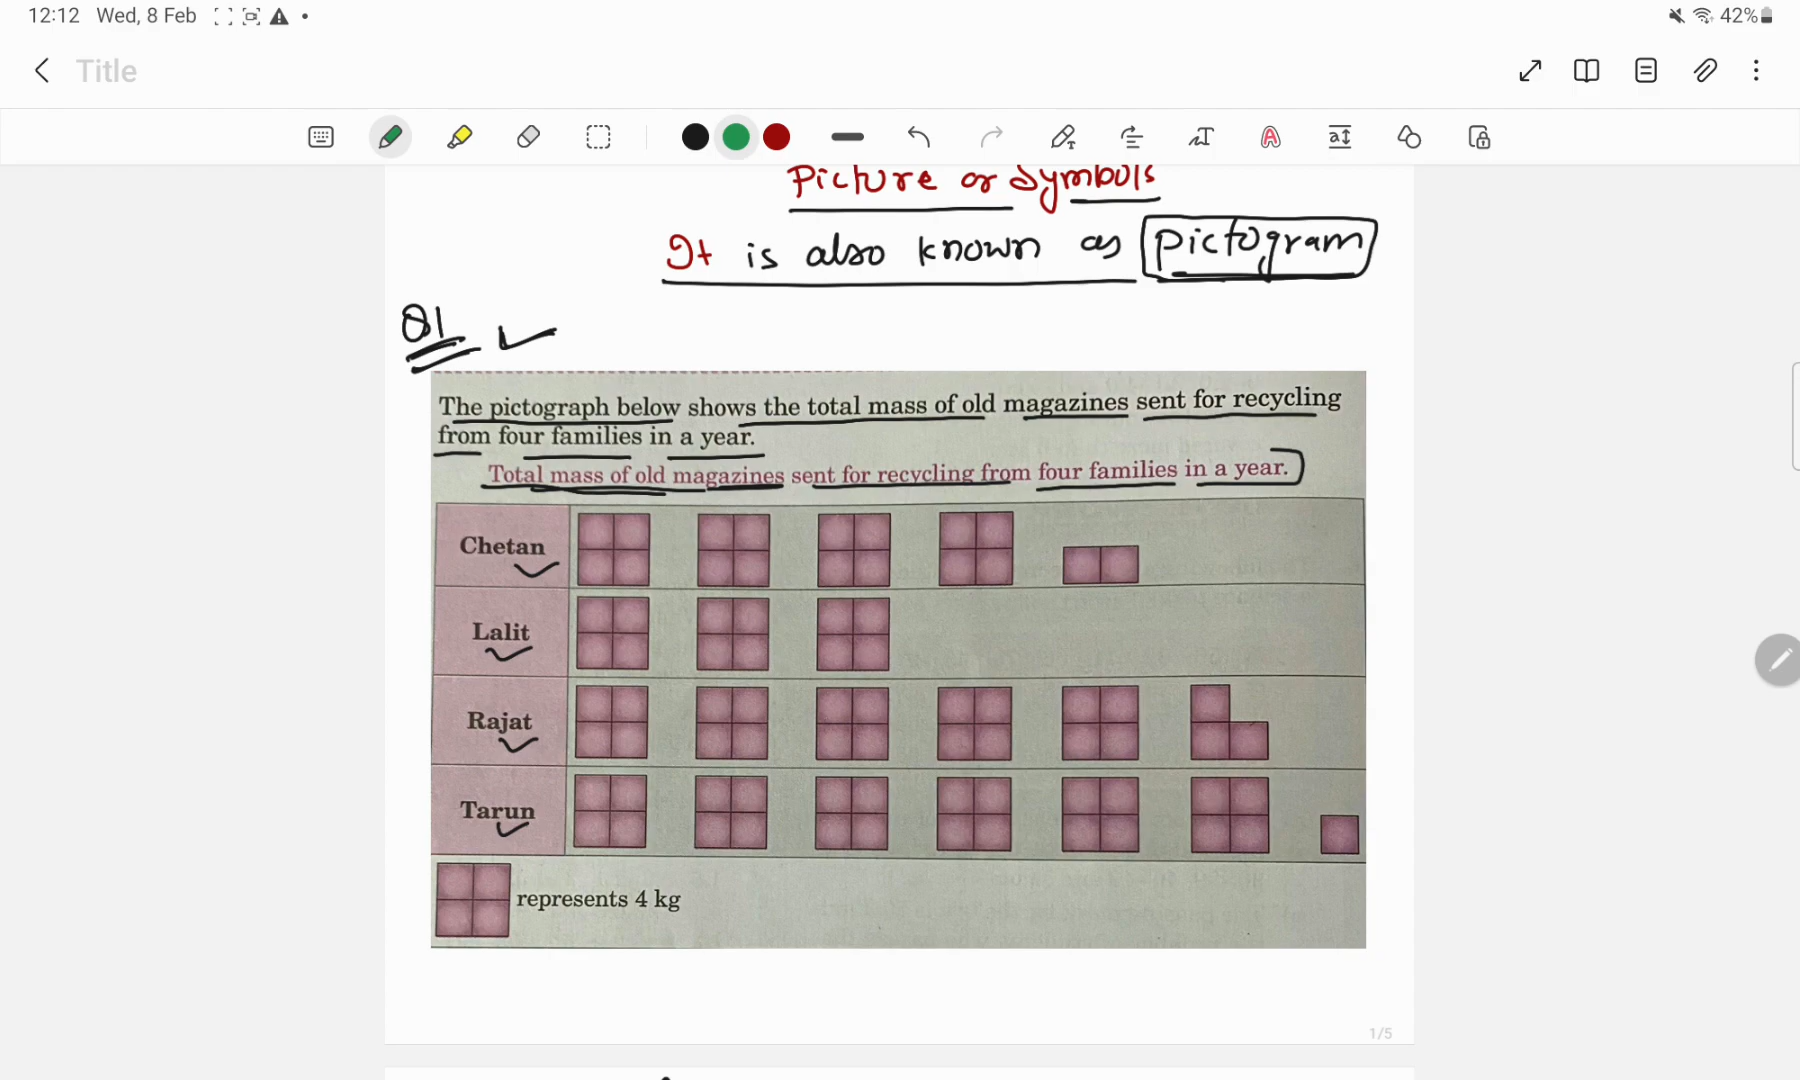 12:12 Wed, 8 Feb
42%
Title
Picture or Symbols
It is also known as pictogram
Q1
The pictograph below shows the total mass of old magazines sent for recycling
from four families in a year.
Total mass of old magazines sent for recycling from four families in a year.
Chetan
Lalit
Rajat
Tarun
represents 4 kg
1/5